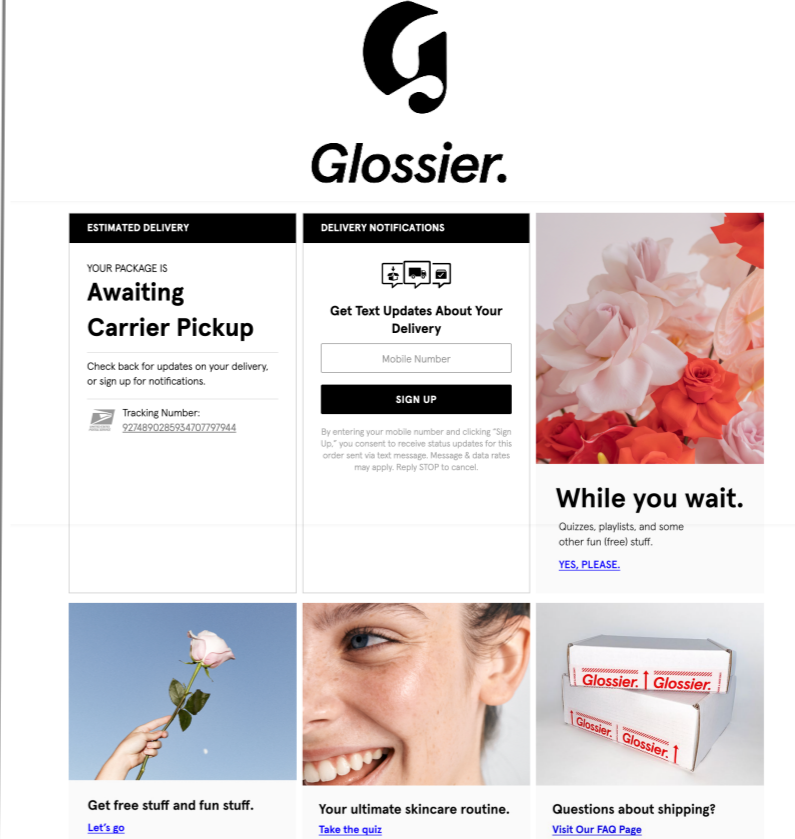 Glossier.
ESTIMATED DELIVERY
YOUR PACKAGE IS
Awaiting
Carrier Pickup
Check back for updates on your delivery,
or sign up for notifications.
Tracking Number:
9274890285934707797944
DELIVERY NOTIFICATIONS
Get Text Updates About Your
Delivery
Mobile Number
SIGN UP
By entering your mobile number and clicking "Sign
Up," you consent to receive status updates for this
order sent via text message. Message & data rates
may apply. Reply STOP to cancel.
While you wait.
Quizzes, playlists, and some
other fun (free) stuff.
YES, PLEASE.
Get free stuff and fun stuff.
Let's go
Your ultimate skincare routine.
Take the quiz
Glossier. Glossier.
Glossier. Glossier.
Questions about shipping?
Visit Our FAQ Page